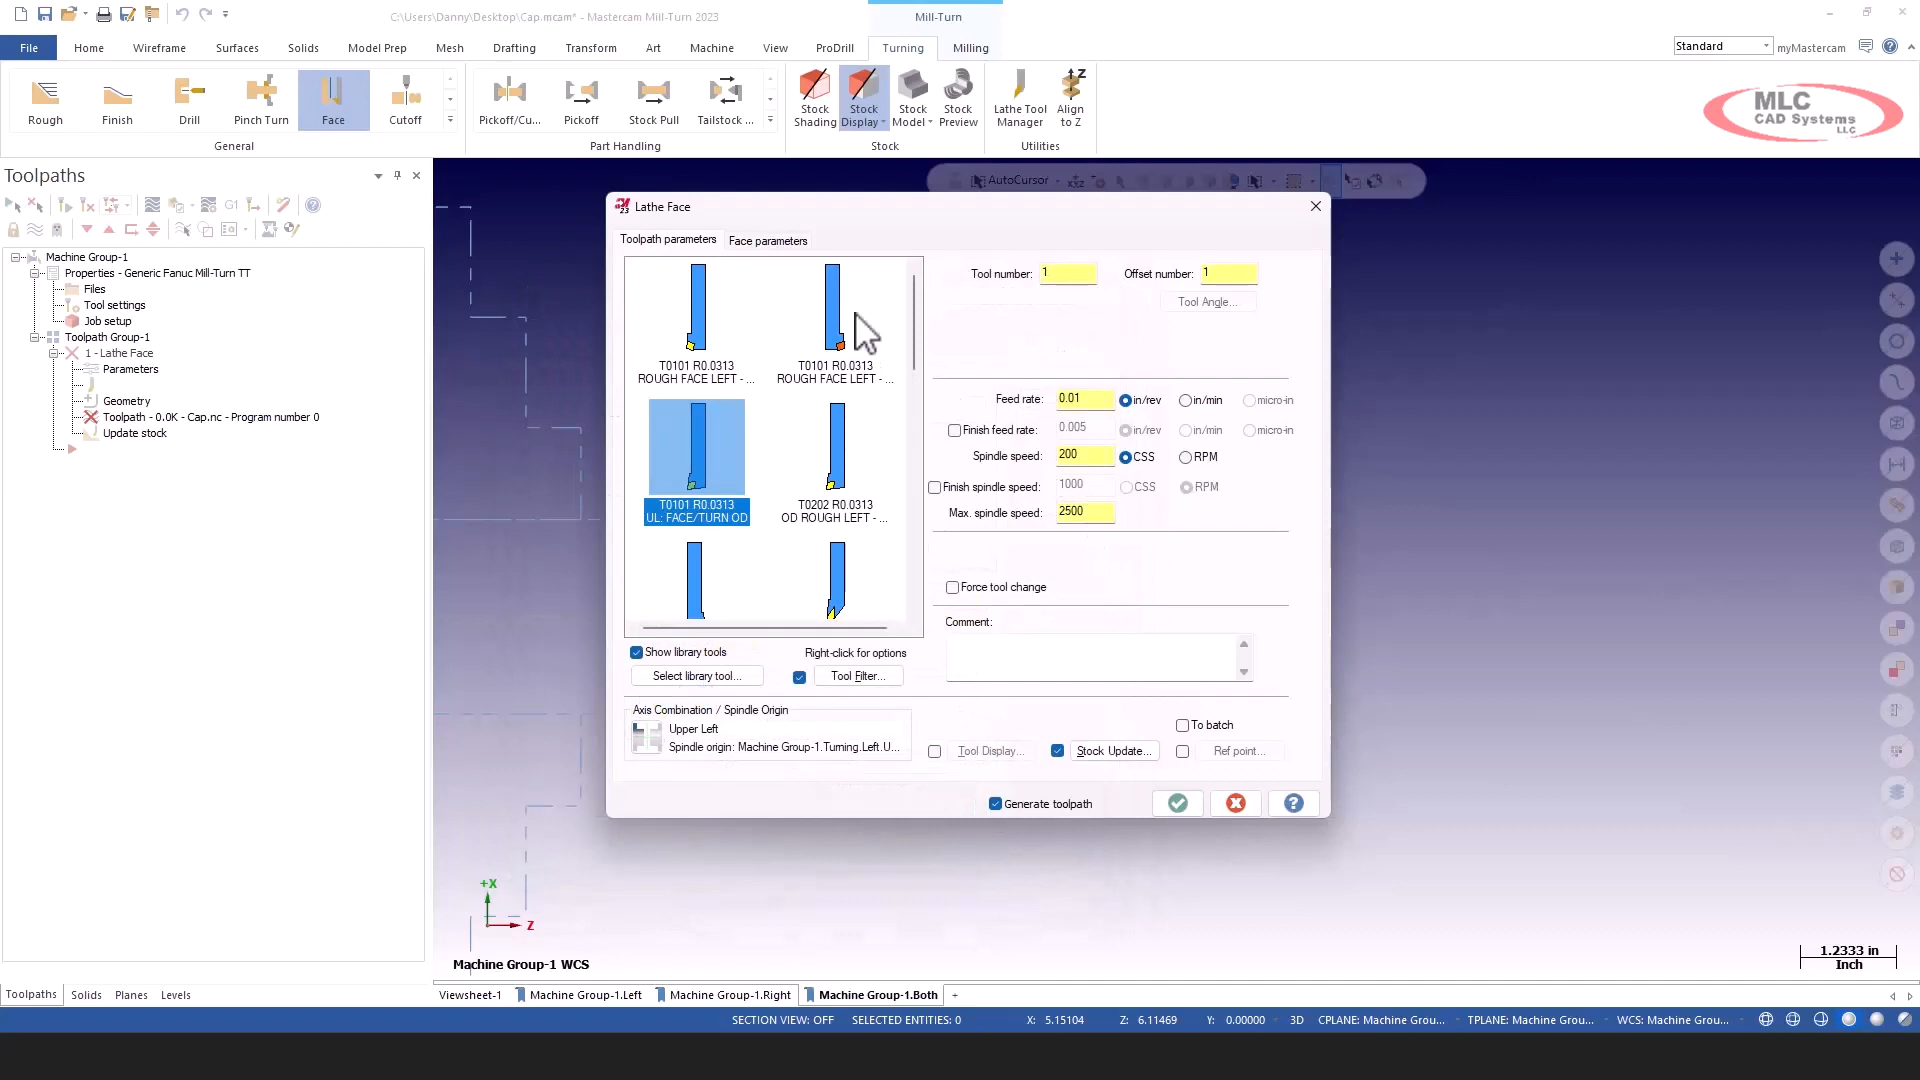 C:\Users\Danny\Desktop\Cap.mcam* - Mastercam Mill-Turn 2023
Mill-Turn
File Home Wireframe Surfaces Solids Model Prep Mesh Drafting Transform Art Machine View ProDrill Turning Milling
Standard myMastercam
Rough Finish Drill Pinch Turn Face Cutoff
General
Pickoff/Cu... Pickoff Stock Pull Tailstock ...
Part Handling
Stock Shading Stock Display Stock Model Stock Preview
Stock
Lathe Tool Manager Align to Z
Utilities
MLC
CAD Systems
LLC
Toolpaths
G1
Machine Group-1
Properties - Generic Fanuc Mill-Turn TT
Files
Tool settings
Job setup
Toolpath Group-1
1 - Lathe Face
Parameters
Geometry
Toolpath - 0.0K - Cap.nc - Program number 0
Update stock
AutoCursor
Lathe Face
Toolpath parameters Face parameters
T0101 R0.0313
ROUGH FACE LEFT - ...
T0101 R0.0313
ROUGH FACE LEFT - ...
T0101 R0.0313
UL: FACE/TURN OD
T0202 R0.0313
OD ROUGH LEFT - ...
Show library tools
Right-click for options
Select library tool...
Tool Filter...
Axis Combination / Spindle Origin
Upper Left
Spindle origin: Machine Group-1.Turning.Left.U...
Tool number: 1 Offset number: 1
Tool Angle...
Feed rate: 0.01 in/rev in/min micro-in
Finish feed rate: 0.005 in/rev in/min micro-in
Spindle speed: 200 CSS RPM
Finish spindle speed: 1000 CSS RPM
Max. spindle speed: 2500
Force tool change
Comment:
To batch
Tool Display... Stock Update... Ref point...
Generate toolpath
+X
Z
Machine Group-1 WCS
1.2333 in
Inch
Toolpaths Solids Planes Levels
Viewsheet-1 Machine Group-1.Left Machine Group-1.Right Machine Group-1.Both +
SECTION VIEW: OFF SELECTED ENTITIES: 0 X: 5.15104 Z: 6.11469 Y: 0.00000 3D CPLANE: Machine Grou... TPLANE: Machine Grou... WCS: Machine Grou...